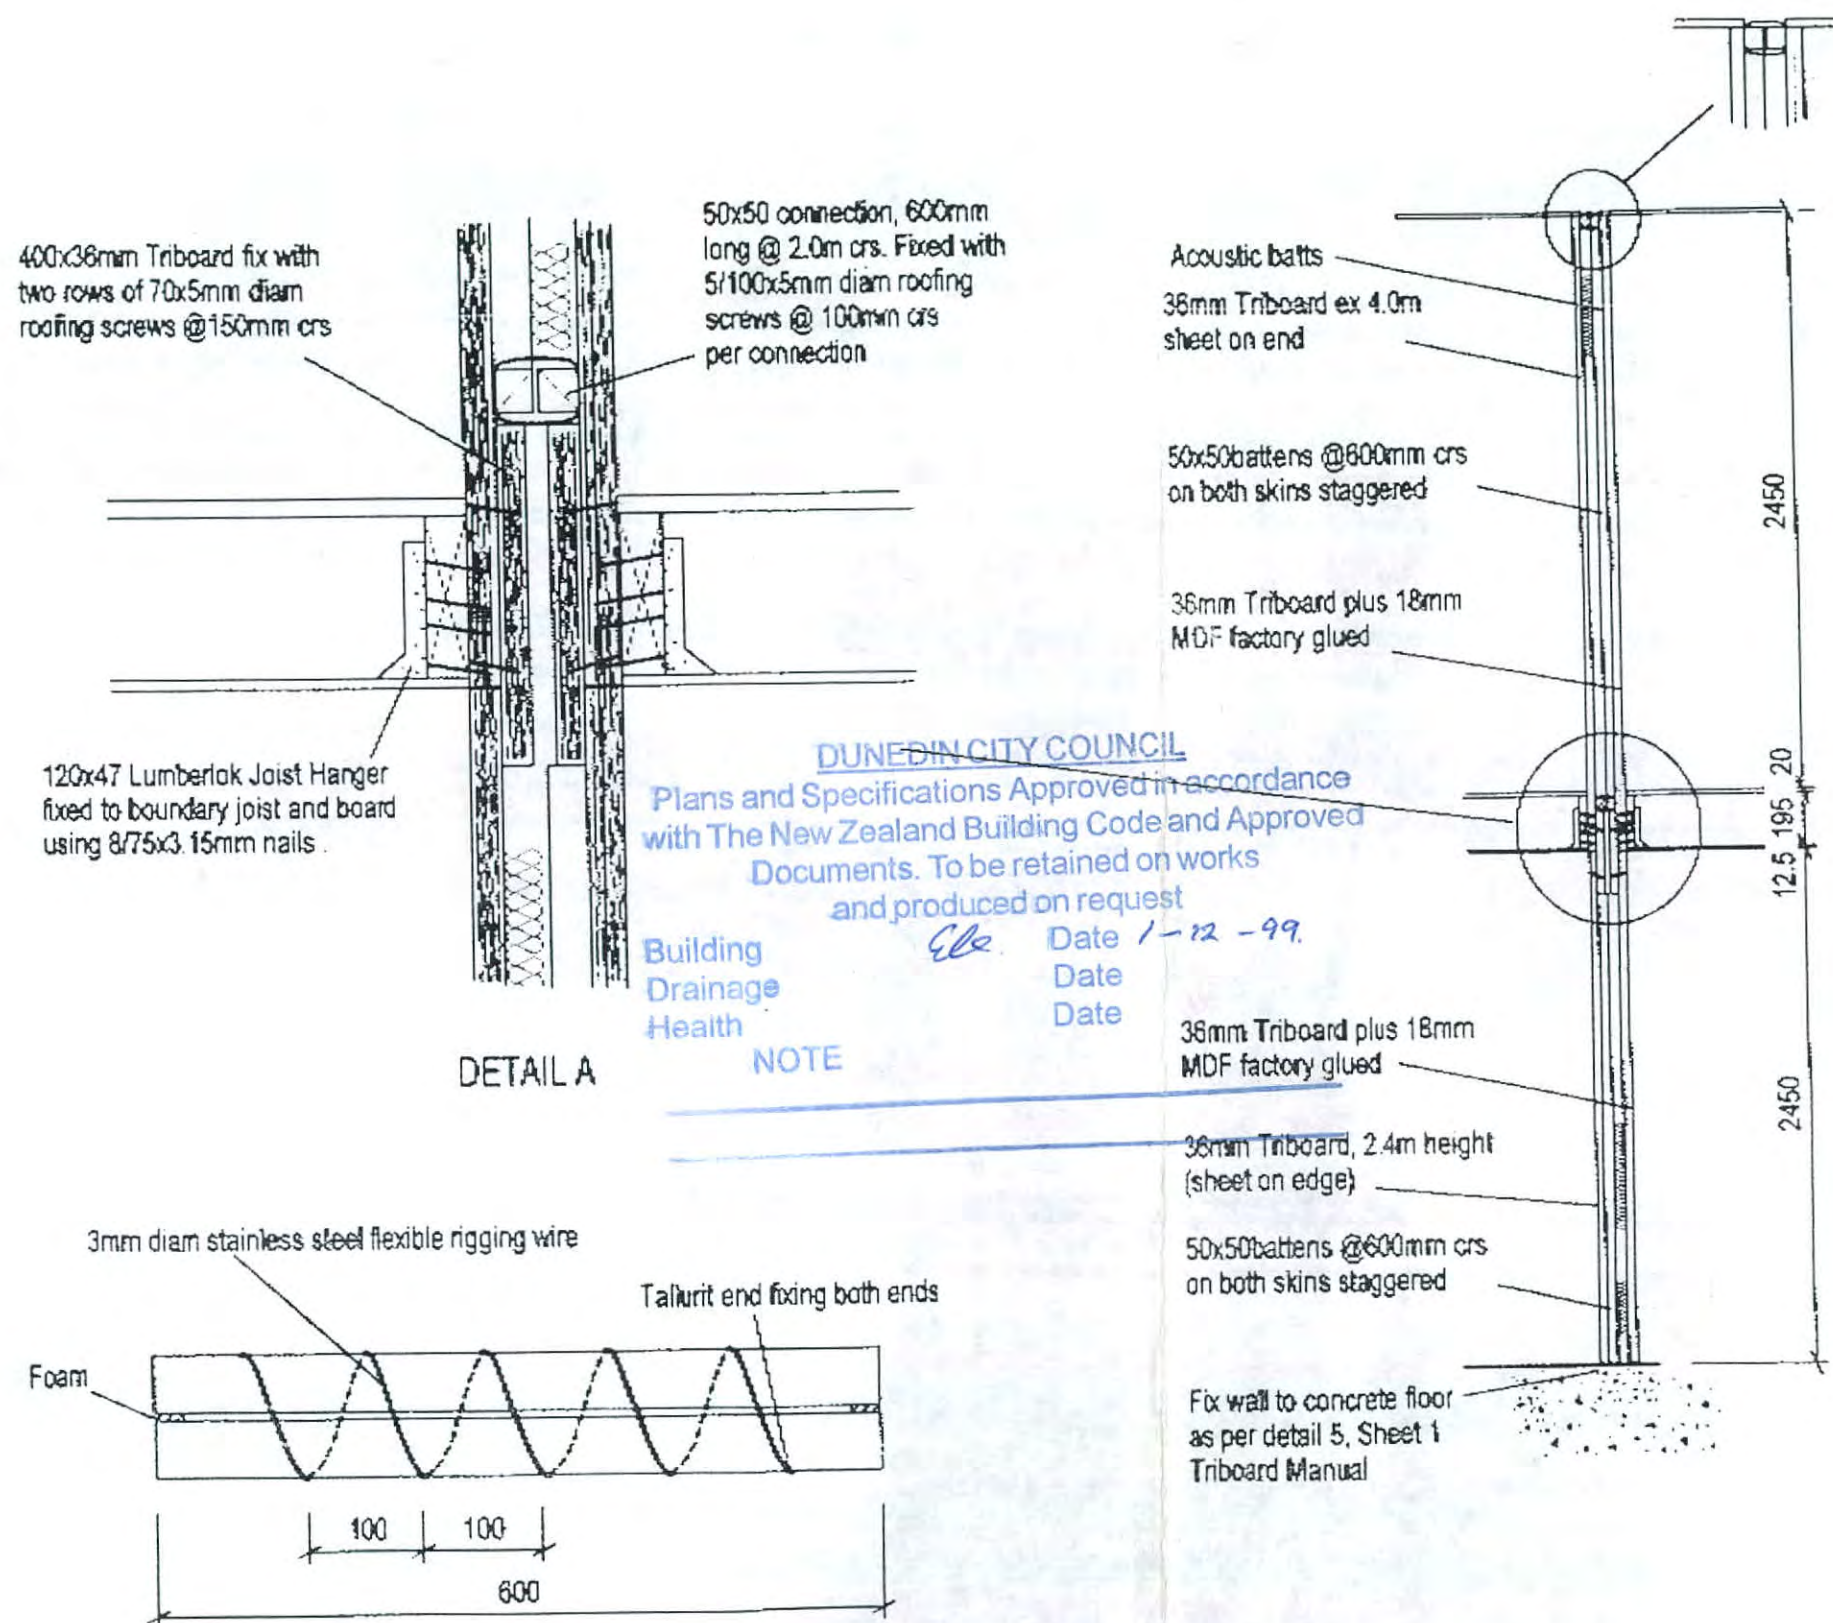 400x36mm Triboard fix with
two rows of 70x5mm diam
roofing screws @150mm crs
50x50 connection, 600mm
long @ 2.0m crs. Fixed with
5/100x5mm diam roofing
screws @ 100mm crs
per connection
120x47 Lumberlok Joist Hanger
fixed to boundary joist and board
using 8/75x3.15mm nails
DETAIL A
DUNEDIN CITY COUNCIL
Plans and Specifications Approved in accordance
with The New Zealand Building Code and Approved
Documents. To be retained on works
and produced on request
Building Date 1-12-99.
Drainage Date
Health Date
NOTE
Acoustic batts
36mm Triboard ex 4.0m
sheet on end
50x50battens @600mm crs
on both skins staggered
36mm Triboard plus 18mm
MDF factory glued
36mm Triboard plus 18mm
MDF factory glued
36mm Triboard, 2.4m height
(sheet on edge)
50x50battens @600mm crs
on both skins staggered
Fix wall to concrete floor
as per detail 5, Sheet 1
Triboard Manual
2450
20
195
12.5
2450
3mm diam stainless steel flexible rigging wire
Tallurit end fixing both ends
Foam
100
100
600